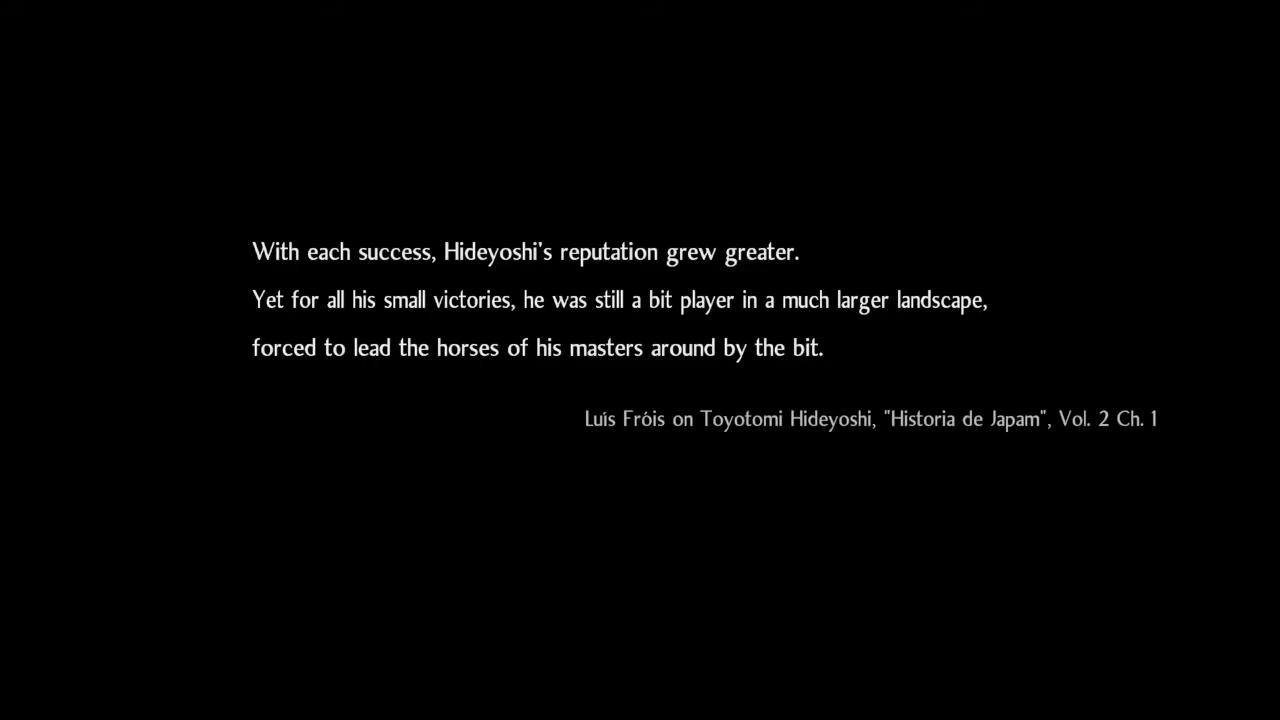 With each success, Hideyoshi's reputation grew greater.
Yet for all his small victories, he was still a bit player in a much larger landscape,
forced to lead the horses of his masters around by the bit.
Luís Fróis on Toyotomi Hideyoshi, "Historia de Japam", Vol. 2 Ch. 1